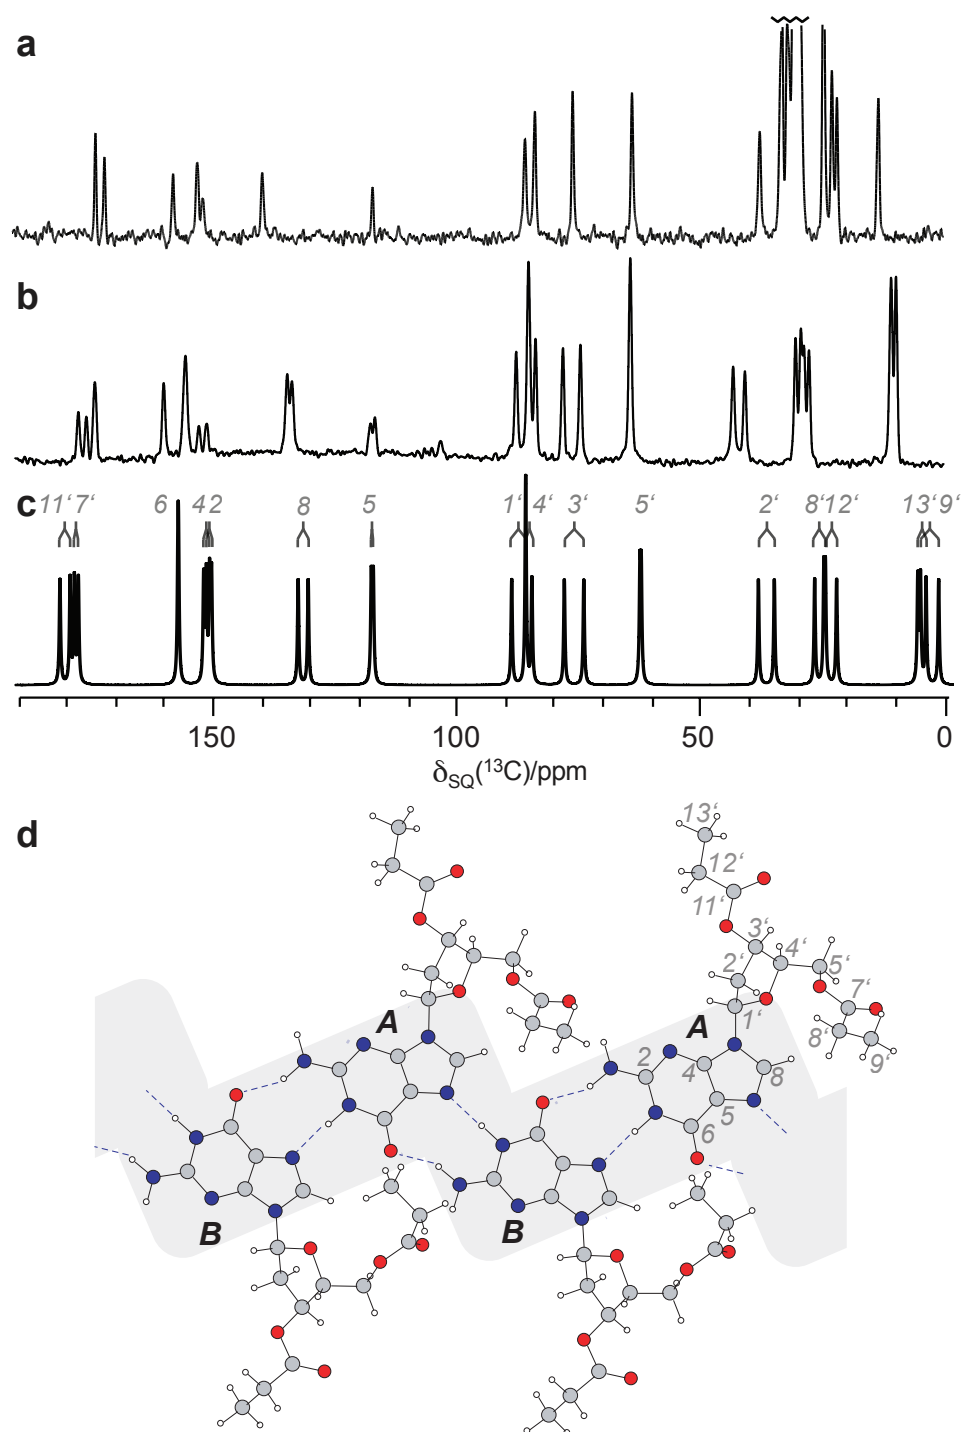 a
b
c
11‘ 7‘ 6 4 2 8 5 1‘ 4‘ 3‘ 5‘ 2‘ 8‘ 12‘ 13‘ 9‘
150 100 50 0
δSQ(¹³C)/ppm
d
13‘
12‘
11‘
3‘
4‘
2‘
5‘
7‘
1‘
A A
8‘
2
9‘
4
8
5
6
B B